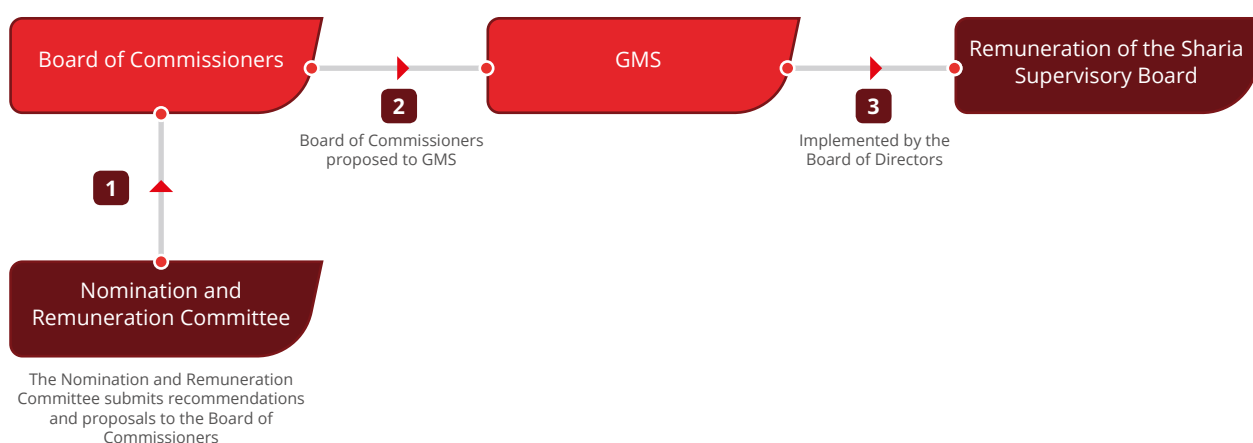 Board of Commissioners
GMS
Remuneration of the Sharia
Supervisory Board
2
Board of Commissioners
proposed to GMS
3
Implemented by the
Board of Directors
1
Nomination and
Remuneration Committee
The Nomination and Remuneration
Committee submits recommendations
and proposals to the Board of
Commissioners